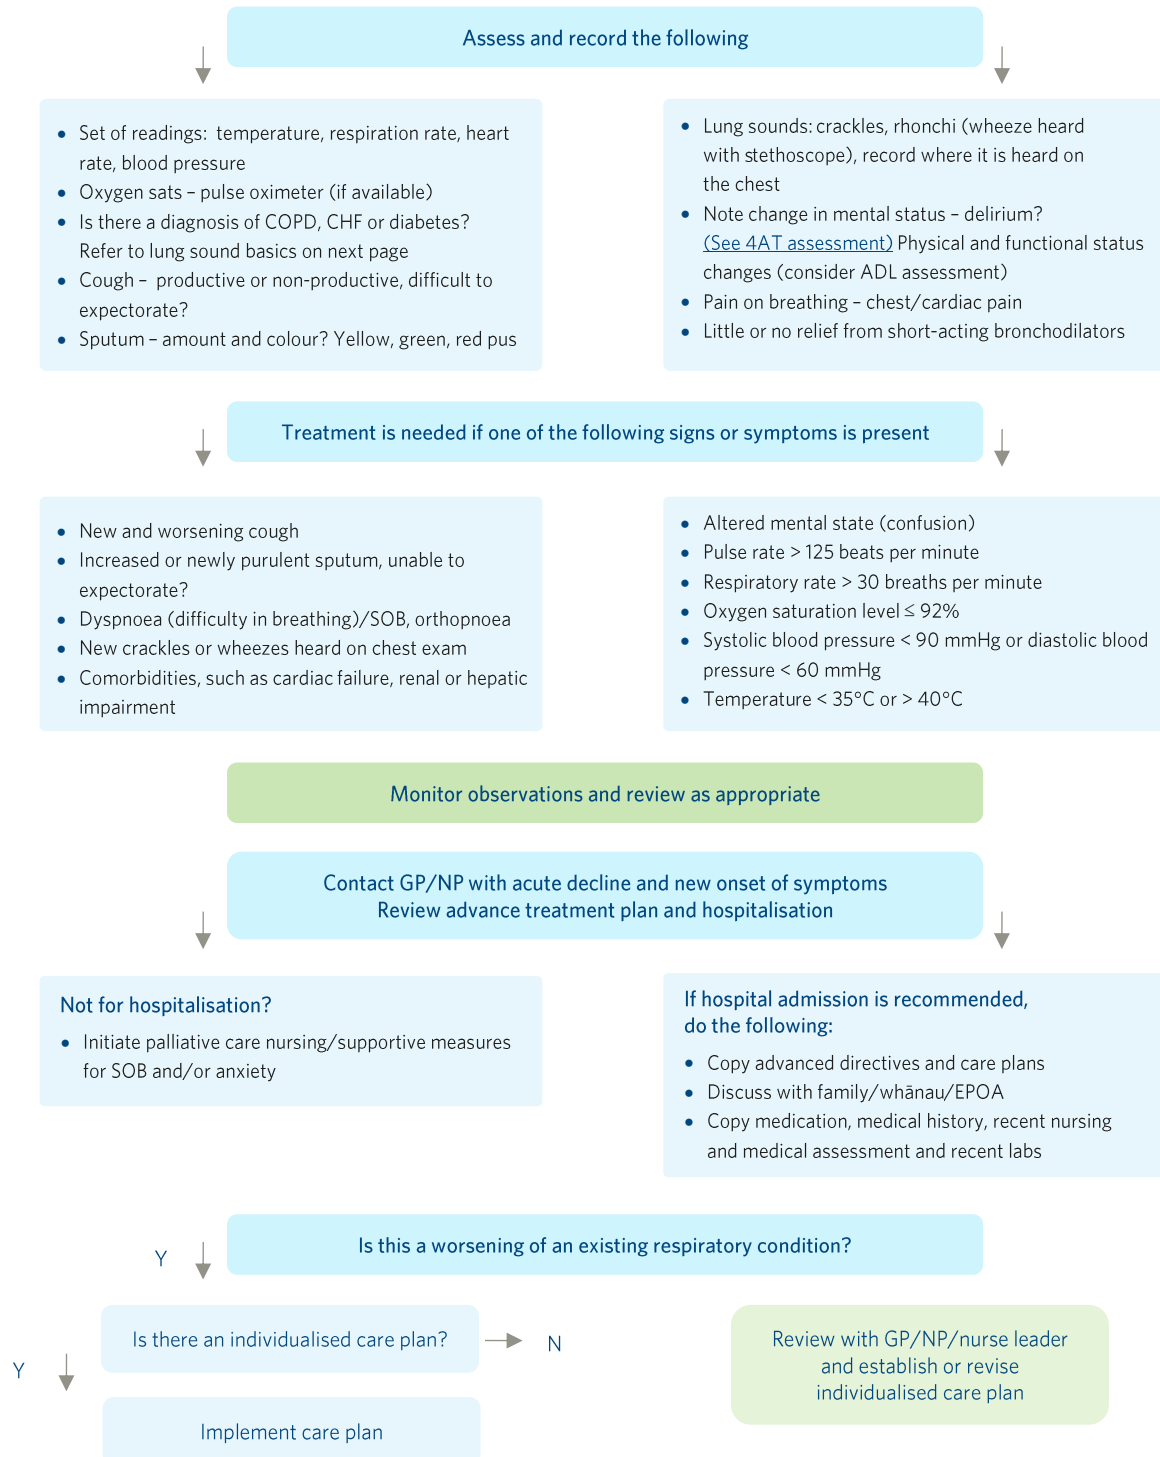 Assess and record the following
• Set of readings: temperature, respiration rate, heart
rate, blood pressure
• Oxygen sats – pulse oximeter (if available)
• Is there a diagnosis of COPD, CHF or diabetes?
Refer to lung sound basics on next page
• Cough – productive or non-productive, difficult to
expectorate?
• Sputum – amount and colour? Yellow, green, red pus
• Lung sounds: crackles, rhonchi (wheeze heard
with stethoscope), record where it is heard on
the chest
• Note change in mental status – delirium?
(See 4AT assessment) Physical and functional status
changes (consider ADL assessment)
• Pain on breathing – chest/cardiac pain
• Little or no relief from short-acting bronchodilators
Treatment is needed if one of the following signs or symptoms is present
• New and worsening cough
• Increased or newly purulent sputum, unable to
expectorate?
• Dyspnoea (difficulty in breathing)/SOB, orthopnoea
• New crackles or wheezes heard on chest exam
• Comorbidities, such as cardiac failure, renal or hepatic
impairment
• Altered mental state (confusion)
• Pulse rate > 125 beats per minute
• Respiratory rate > 30 breaths per minute
• Oxygen saturation level ≤ 92%
• Systolic blood pressure < 90 mmHg or diastolic blood
pressure < 60 mmHg
• Temperature < 35°C or > 40°C
Monitor observations and review as appropriate
Contact GP/NP with acute decline and new onset of symptoms
Review advance treatment plan and hospitalisation
Not for hospitalisation?
• Initiate palliative care nursing/supportive measures
for SOB and/or anxiety
If hospital admission is recommended,
do the following:
• Copy advanced directives and care plans
• Discuss with family/whānau/EPOA
• Copy medication, medical history, recent nursing
and medical assessment and recent labs
Is this a worsening of an existing respiratory condition?
Y
Is there an individualised care plan?
N
Y
Implement care plan
Review with GP/NP/nurse leader
and establish or revise
individualised care plan